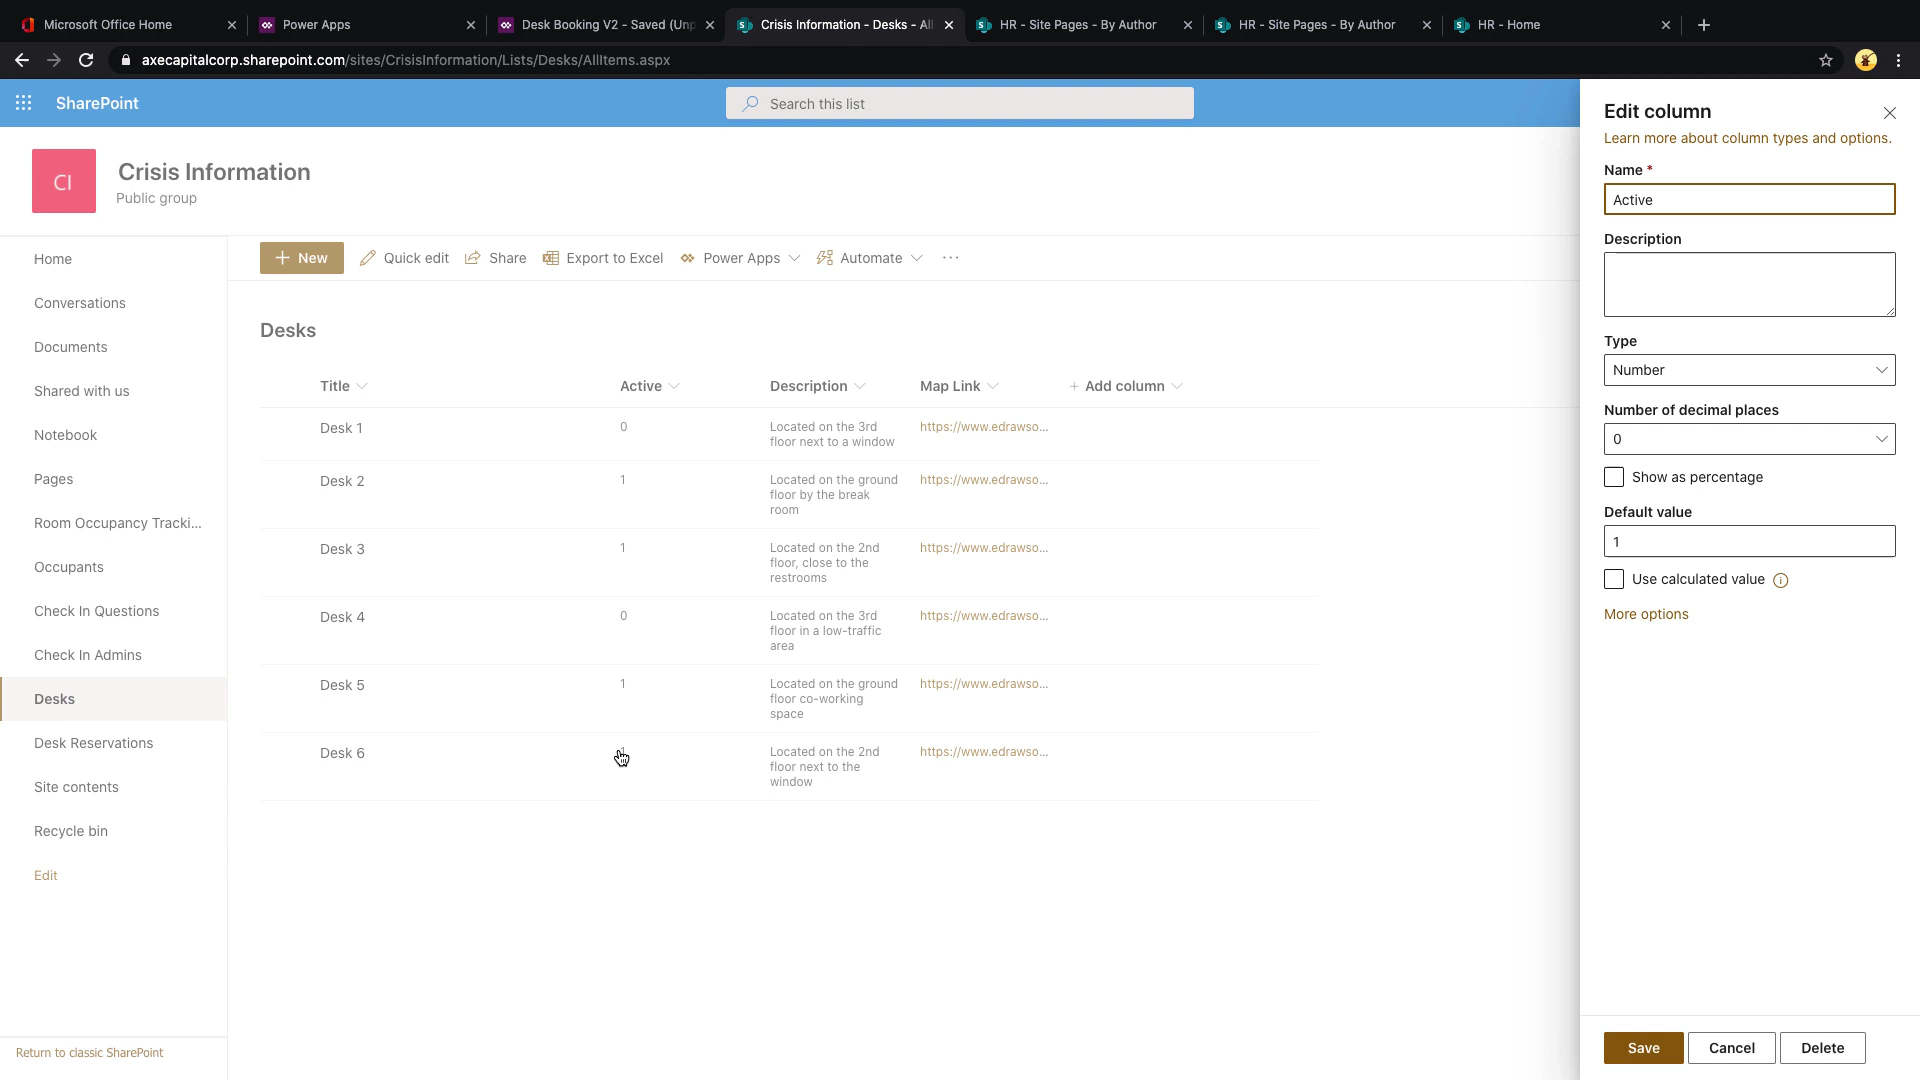 Microsoft Office Home
Power Apps
Desk Booking V2 - Saved (Unp
Crisis Information - Desks - All
HR - Site Pages - By Author
HR - Site Pages - By Author
HR - Home
axecapitalcorp.sharepoint.com/sites/CrisisInformation/Lists/Desks/AllItems.aspx
SharePoint
Search this list
CI
Crisis Information
Public group
Home
Conversations
Documents
Shared with us
Notebook
Pages
Room Occupancy Tracki...
Occupants
Check In Questions
Check In Admins
Desks
Desk Reservations
Site contents
Recycle bin
Edit
Return to classic SharePoint
+ New
Quick edit
Share
Export to Excel
Power Apps
Automate
...
Desks
Title
Active
Description
Map Link
+ Add column
Desk 1
0
Located on the 3rd
floor next to a window
https://www.edrawso...
Desk 2
1
Located on the ground
floor by the break
room
https://www.edrawso...
Desk 3
1
Located on the 2nd
floor, close to the
restrooms
https://www.edrawso...
Desk 4
0
Located on the 3rd
floor in a low-traffic
area
https://www.edrawso...
Desk 5
1
Located on the ground
floor co-working
space
https://www.edrawso...
Desk 6
Located on the 2nd
floor next to the
window
https://www.edrawso...
Edit column
Learn more about column types and options.
Name *
Active
Description
Type
Number
Number of decimal places
0
Show as percentage
Default value
1
Use calculated value
More options
Save
Cancel
Delete